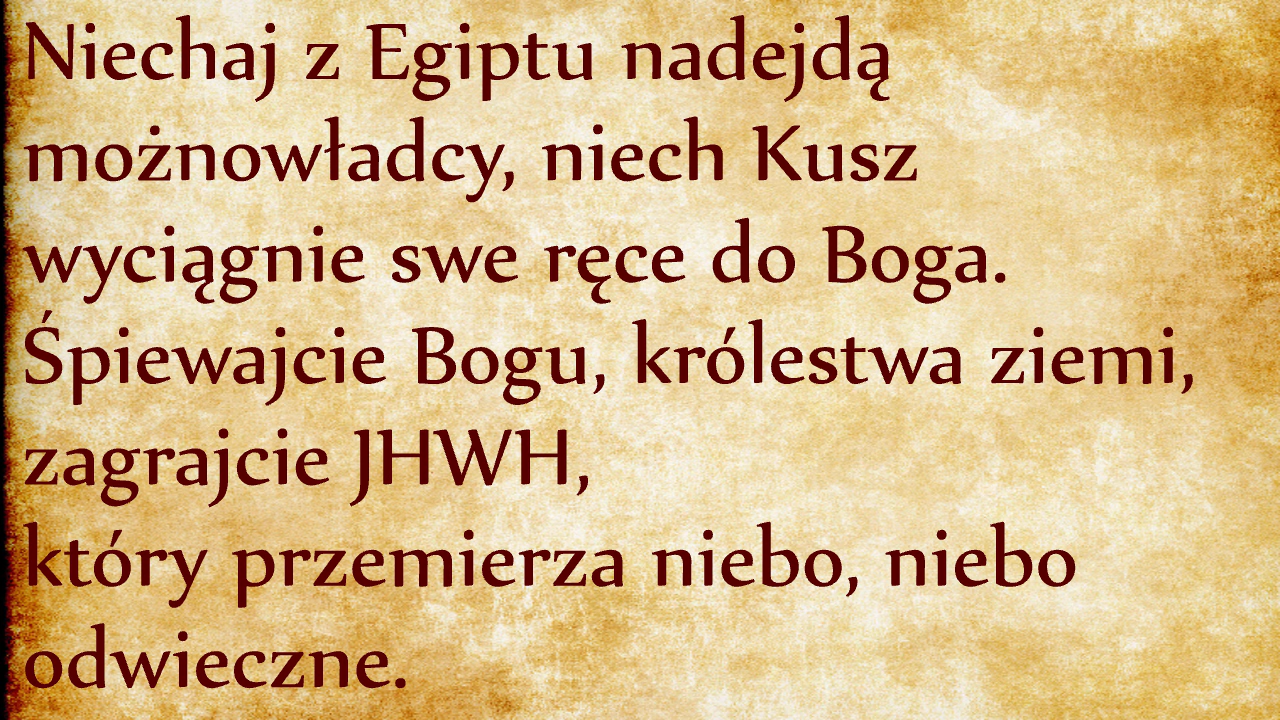 Niechaj z Egiptu nadejdą
możnowładcy, niech Kusz
wyciągnie swe ręce do Boga.
Śpiewajcie Bogu, królestwa ziemi,
zagrajcie JHWH,
który przemierza niebo, niebo
odwieczne.